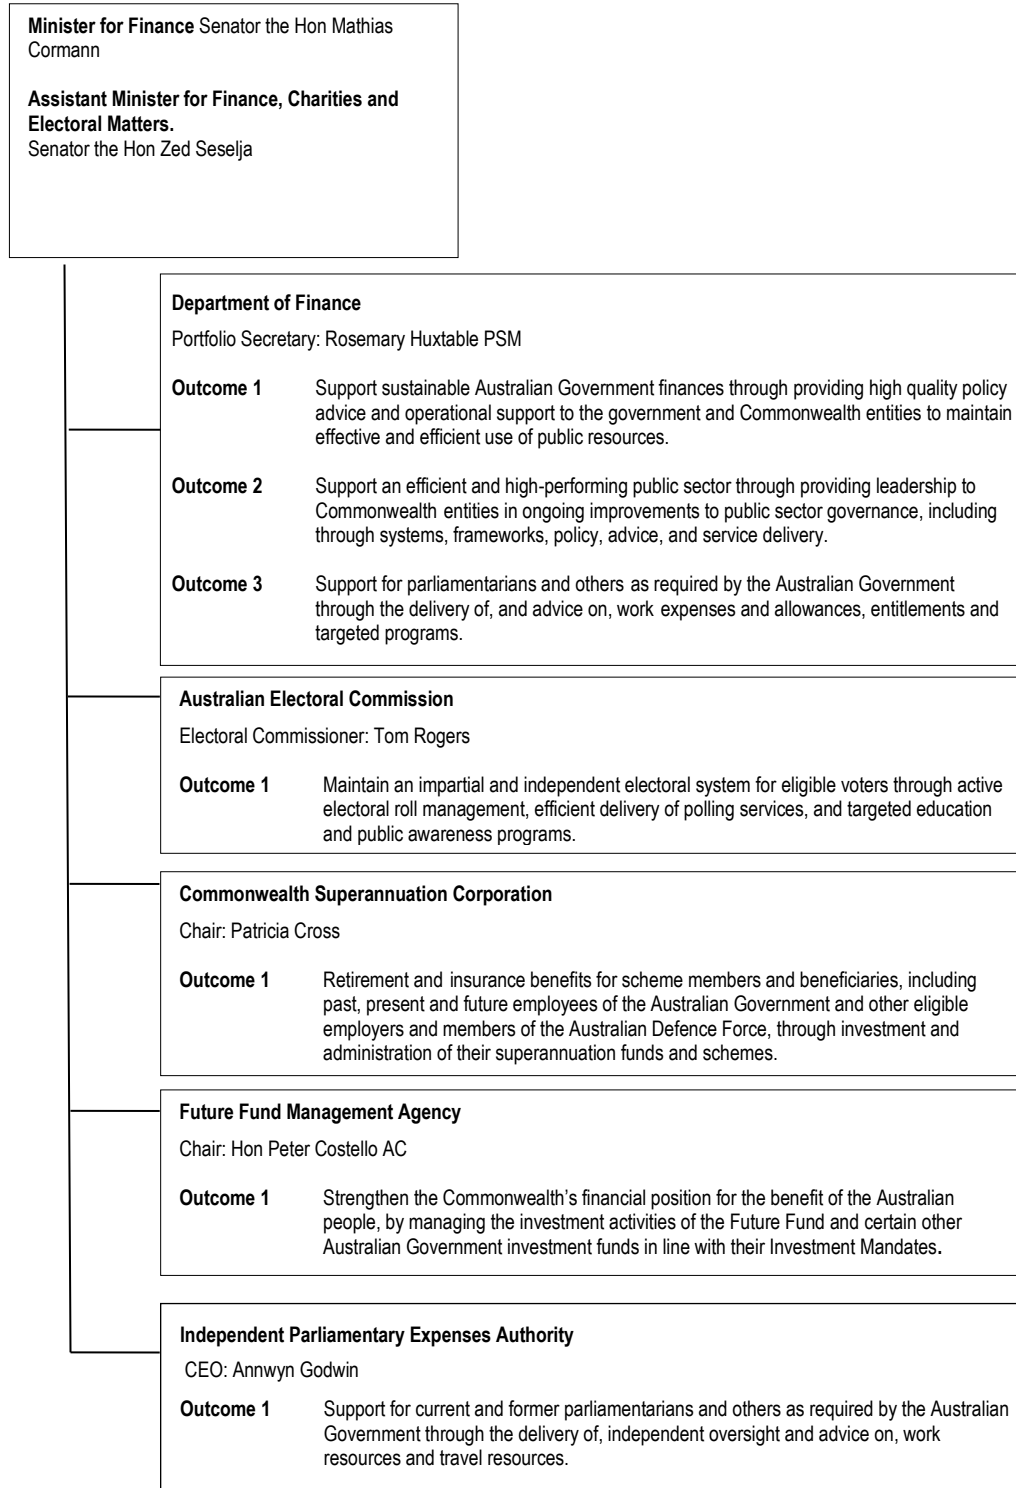 Minister for Finance Senator the Hon Mathias
Cormann
Assistant Minister for Finance, Charities and
Electoral Matters.
Senator the Hon Zed Seselja
Department of Finance
Portfolio Secretary: Rosemary Huxtable PSM
Outcome 1 Support sustainable Australian Government finances through providing high quality policy
advice and operational support to the government and Commonwealth entities to maintain
effective and efficient use of public resources.
Outcome 2 Support an efficient and high-performing public sector through providing leadership to
Commonwealth entities in ongoing improvements to public sector governance, including
through systems, frameworks, policy, advice, and service delivery.
Outcome 3 Support for parliamentarians and others as required by the Australian Government
through the delivery of, and advice on, work expenses and allowances, entitlements and
targeted programs.
Australian Electoral Commission
Electoral Commissioner: Tom Rogers
Outcome 1 Maintain an impartial and independent electoral system for eligible voters through active
electoral roll management, efficient delivery of polling services, and targeted education
and public awareness programs.
Commonwealth Superannuation Corporation
Chair: Patricia Cross
Outcome 1 Retirement and insurance benefits for scheme members and beneficiaries, including
past, present and future employees of the Australian Government and other eligible
employers and members of the Australian Defence Force, through investment and
administration of their superannuation funds and schemes.
Future Fund Management Agency
Chair: Hon Peter Costello AC
Outcome 1 Strengthen the Commonwealth’s financial position for the benefit of the Australian
people, by managing the investment activities of the Future Fund and certain other
Australian Government investment funds in line with their Investment Mandates.
Independent Parliamentary Expenses Authority
CEO: Annwyn Godwin
Outcome 1 Support for current and former parliamentarians and others as required by the Australian
Government through the delivery of, independent oversight and advice on, work
resources and travel resources.